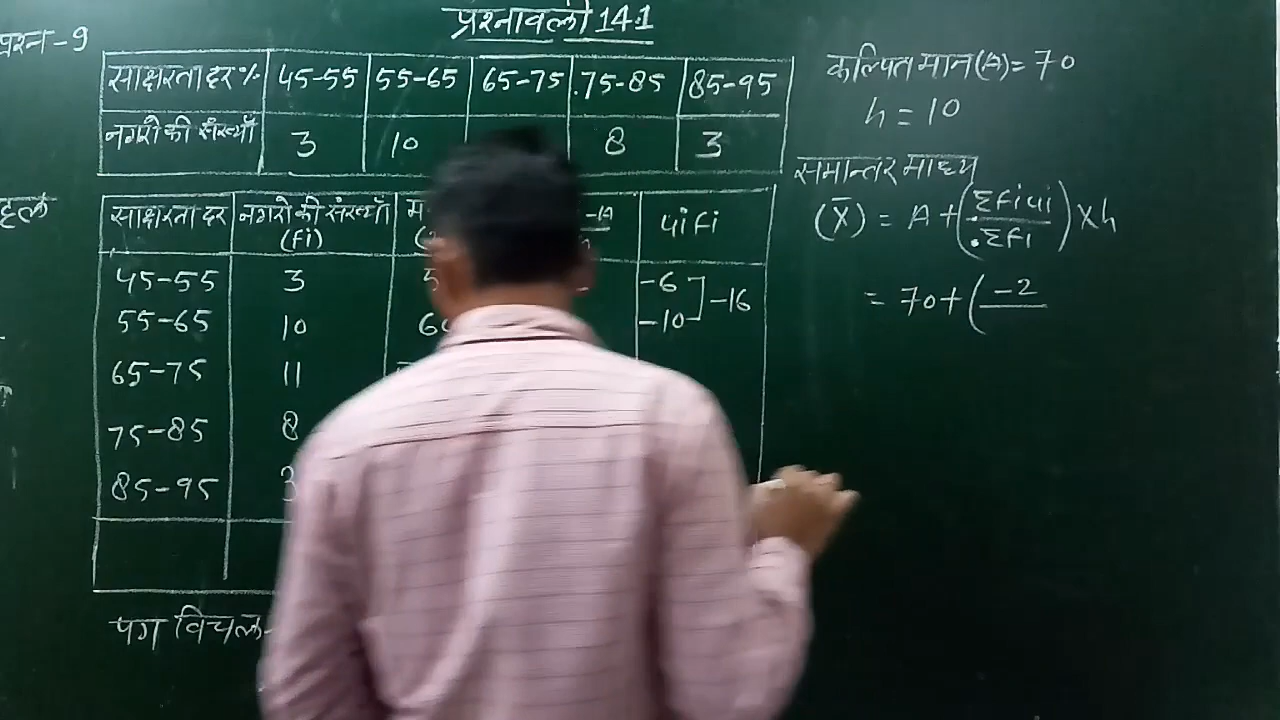 प्रश्नावली 14.1
प्रश्न-9
साक्षरता दर% 45-55 55-65 65-75 75-85 85-95
नगरों की संख्याँ 3 10 8 3
साक्षरता दर नगरो की संख्याँ (fi) uifi
45-55 3 -6
55-65 10 -10 -16
65-75 11
75-85 8
85-95 3
पग विचल-
कल्पित मान (A) = 70
h = 10
समान्तर माध्य
(X̄) = A + (Σfiui/Σfi) × h
= 70 + (-2